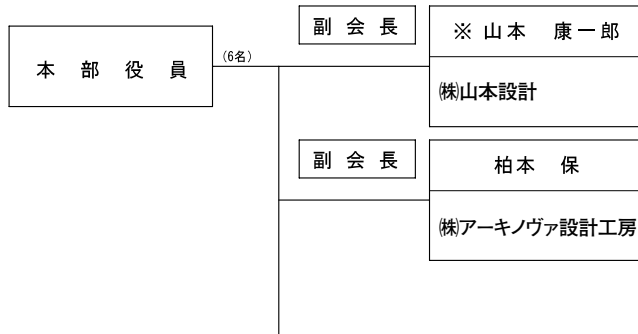 副 会 長
※ 山本 康一郎
本 部 役 員
(6名)
㈱山本設計
副 会 長
柏本 保
㈱アーキノヴァ設計工房